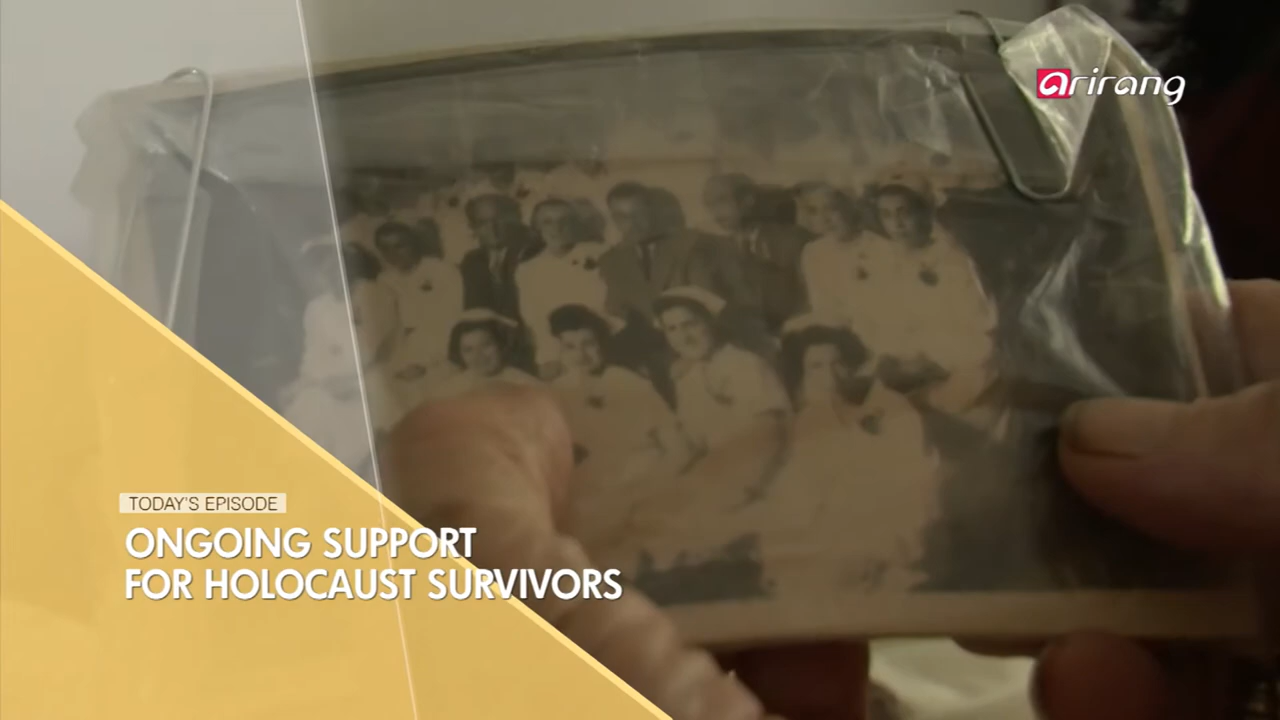 arirang
TODAY'S EPISODE
ONGOING SUPPORT
FOR HOLOCAUST SURVIVORS